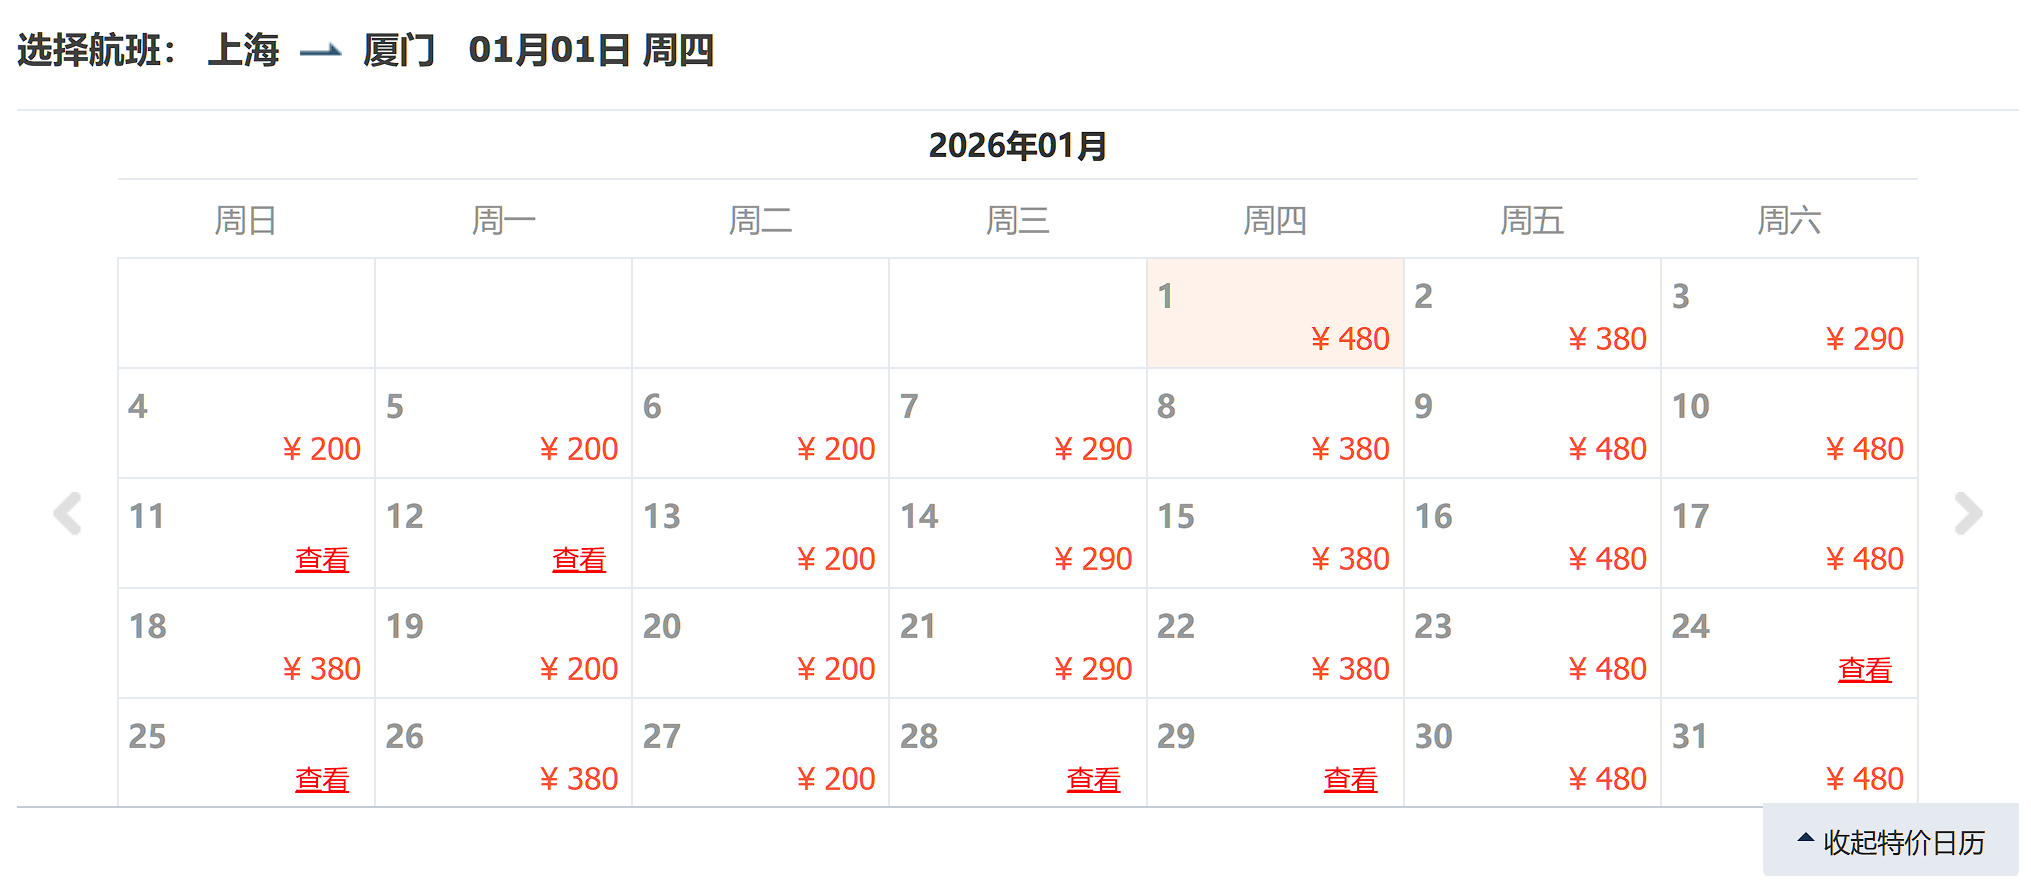 选择航班： 上海 厦门 01月01日 周四
2026年01月
周日 周一 周二 周三 周四 周五 周六
1 2 3
¥ 480 ¥ 380 ¥ 290
4 5 6 7 8 9 10
¥ 200 ¥ 200 ¥ 200 ¥ 290 ¥ 380 ¥ 480 ¥ 480
11 12 13 14 15 16 17
查看 查看 ¥ 200 ¥ 290 ¥ 380 ¥ 480 ¥ 480
18 19 20 21 22 23 24
¥ 380 ¥ 200 ¥ 200 ¥ 290 ¥ 380 ¥ 480 查看
25 26 27 28 29 30 31
查看 ¥ 380 ¥ 200 查看 查看 ¥ 480 ¥ 480
收起特价日历